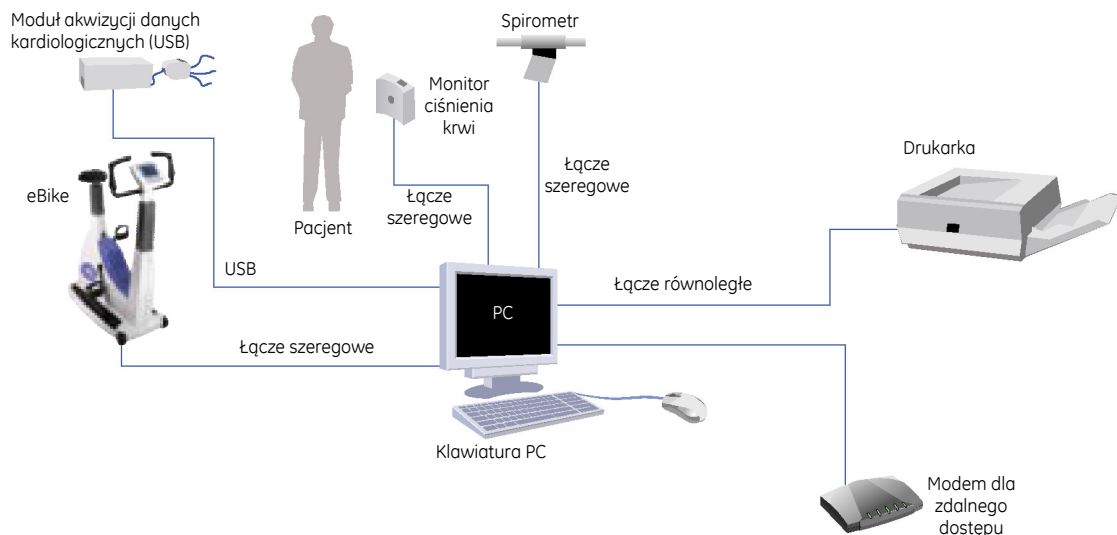 Moduł akwizycji danych
kardiologicznych (USB)
Spirometr
Monitor
ciśnienia
krwi
Drukarka
eBike
Łącze
szeregowe
Łącze
szeregowe
Pacjent
USB
Łącze równoległe
PC
Łącze szeregowe
Klawiatura PC
Modem dla
zdalnego
dostępu